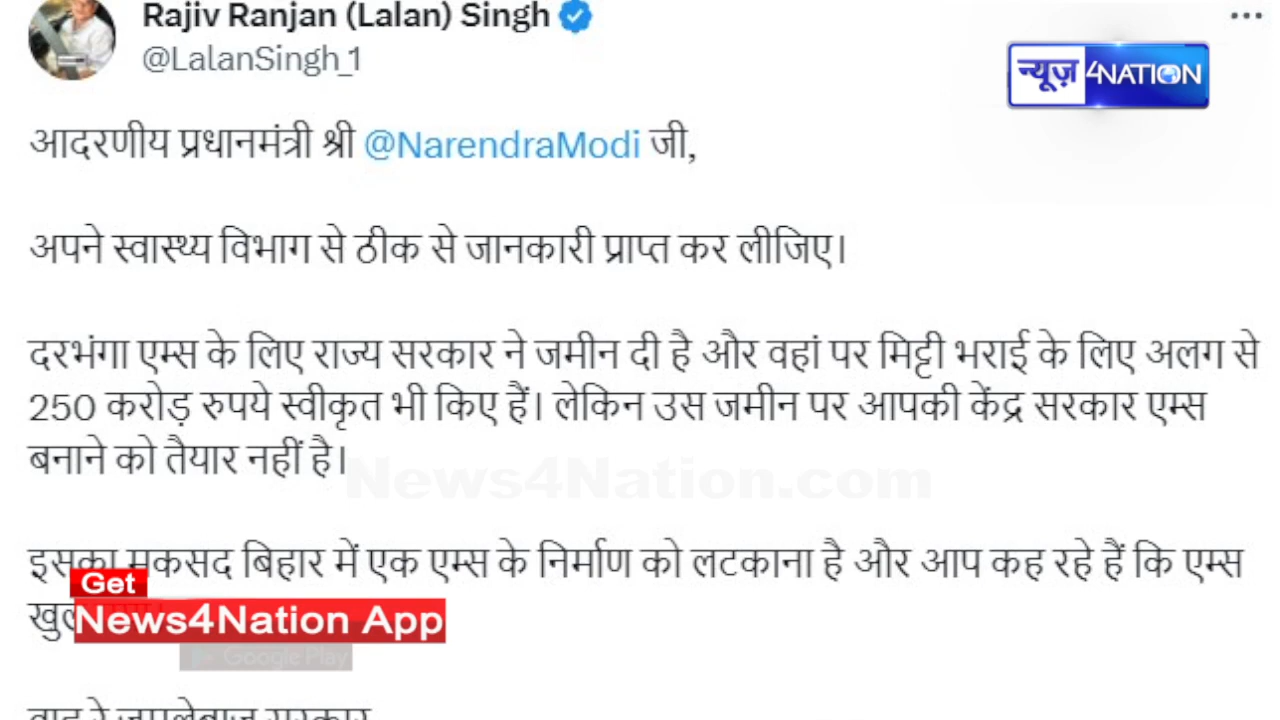 Rajiv Ranjan (Lalan) Singh
@LalanSingh_1
न्यूज़ 4NATION
आदरणीय प्रधानमंत्री श्री @NarendraModi जी,
अपने स्वास्थ्य विभाग से ठीक से जानकारी प्राप्त कर लीजिए।
दरभंगा एम्स के लिए राज्य सरकार ने जमीन दी है और वहां पर मिट्टी भराई के लिए अलग से
250 करोड़ रुपये स्वीकृत भी किए हैं। लेकिन उस जमीन पर आपकी केंद्र सरकार एम्स
बनाने को तैयार नहीं है।
News4Nation.com
इसका मकसद बिहार में एक एम्स के निर्माण को लटकाना है और आप कह रहे हैं कि एम्स
Get
News4Nation App
Google Play